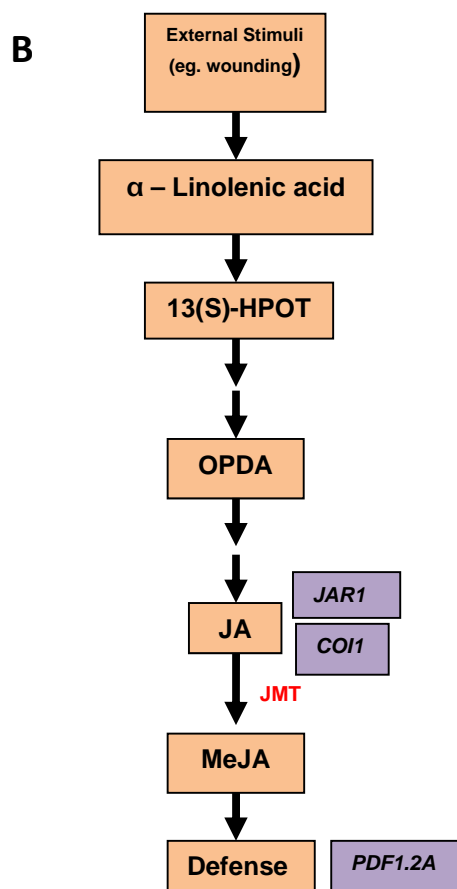 B
External Stimuli
(eg. wounding)
α – Linolenic acid
13(S)-HPOT
OPDA
JAR1
JA
COI1
JMT
MeJA
Defense
PDF1.2A